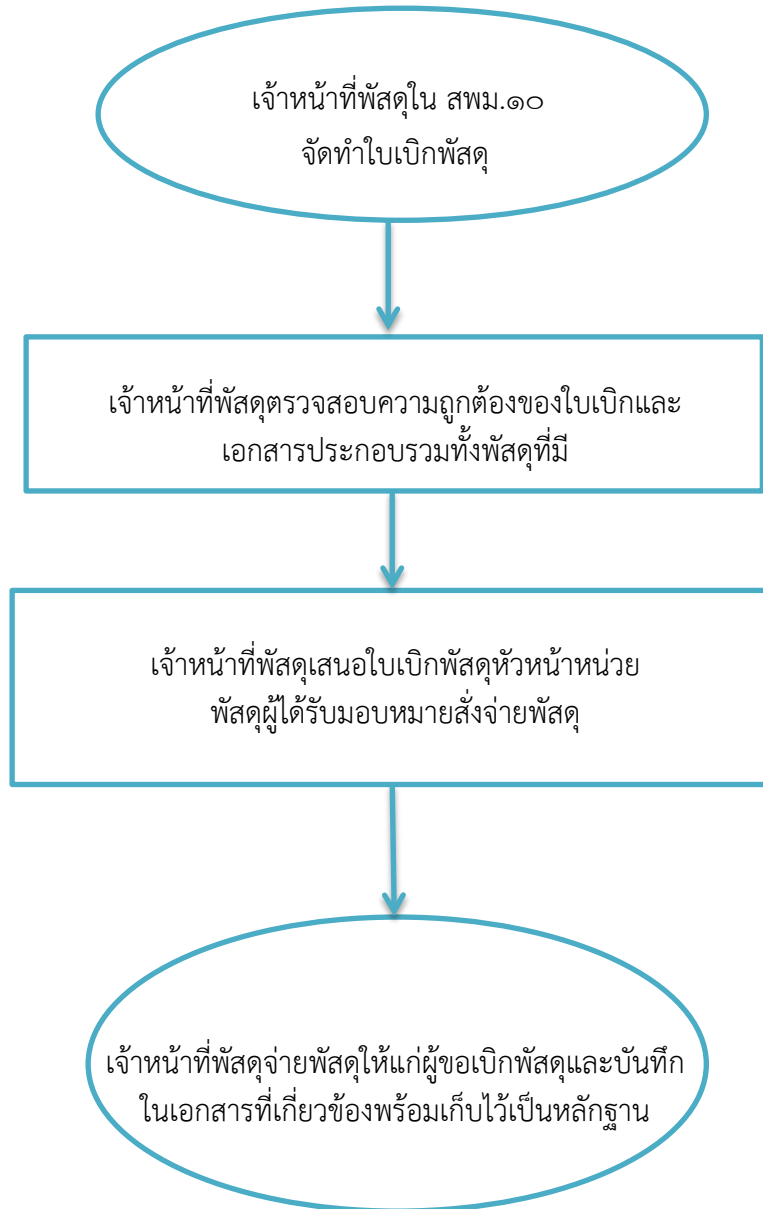 เจ้าหน้าที่พัสดุใน สพม.๑๐
จัดทำใบเบิกพัสดุ
เจ้าหน้าที่พัสดุตรวจสอบความถูกต้องของใบเบิกและ
เอกสารประกอบรวมทั้งพัสดุที่มี
เจ้าหน้าที่พัสดุเสนอใบเบิกพัสดุหัวหน้าหน่วย
พัสดุผู้ได้รับมอบหมายสั่งจ่ายพัสดุ
เจ้าหน้าที่พัสดุจ่ายพัสดุให้แก่ผู้ขอเบิกพัสดุและบันทึก
ในเอกสารที่เกี่ยวข้องพร้อมเก็บไว้เป็นหลักฐาน